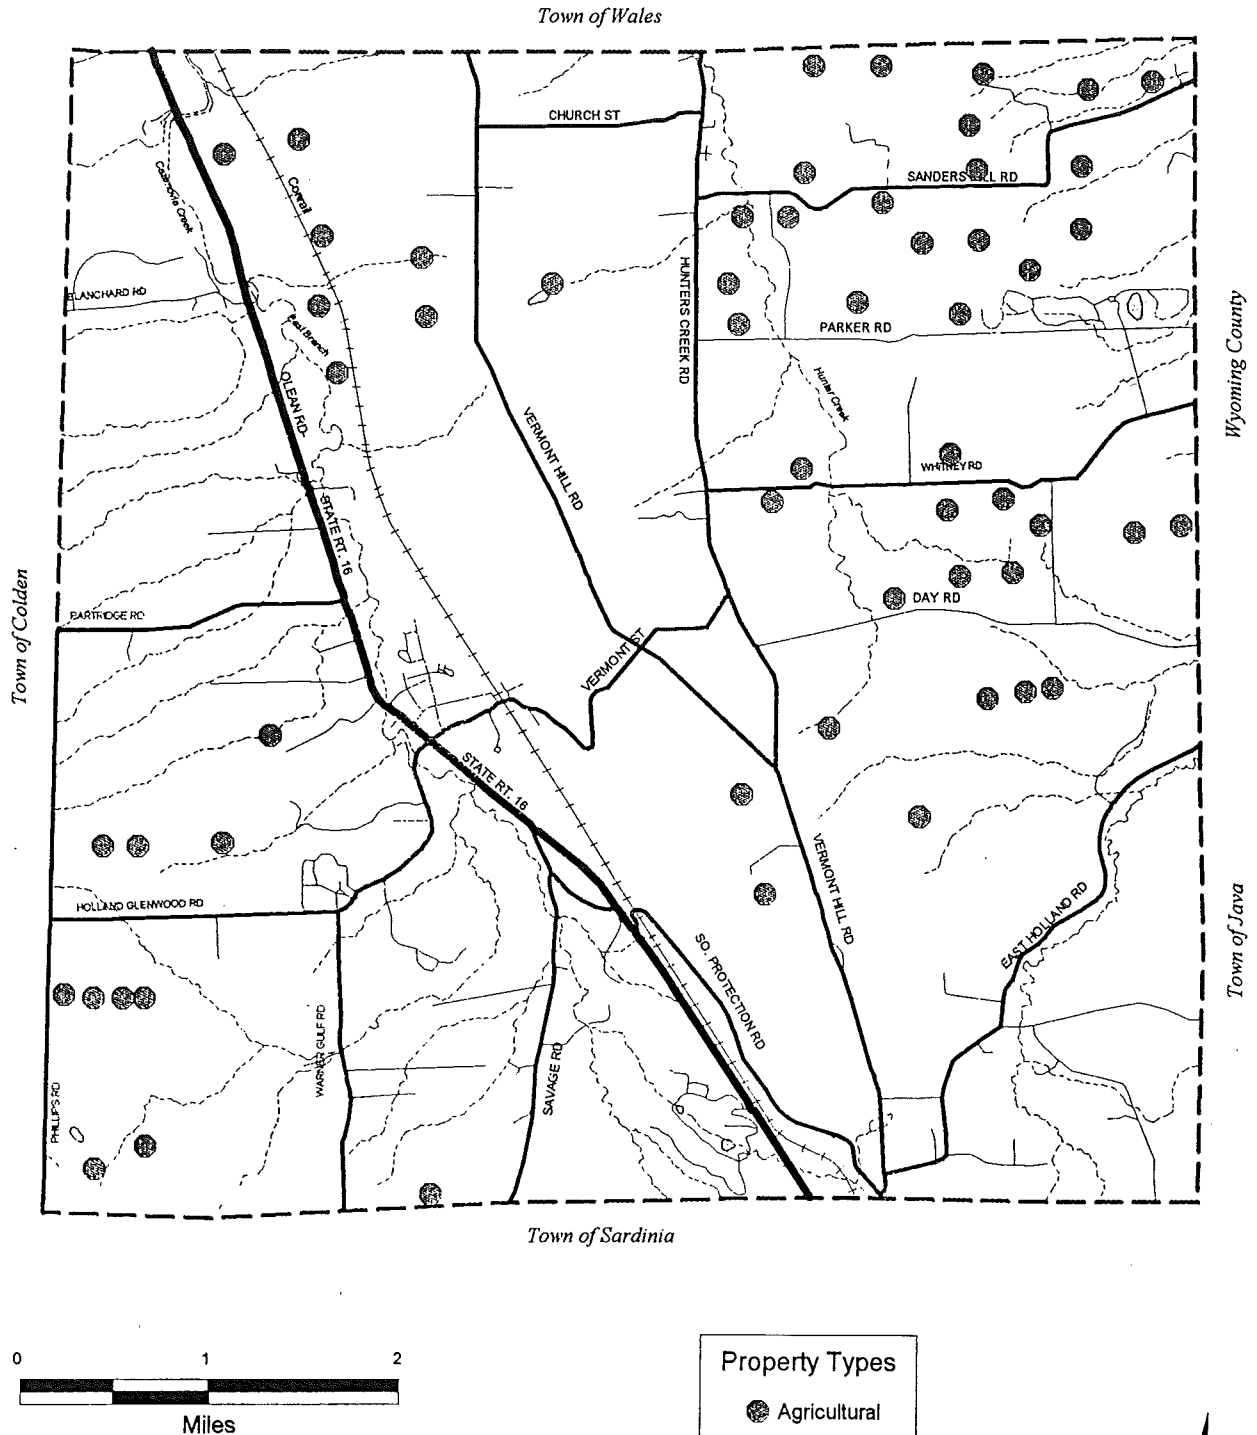 Town of Wales
CHURCH ST
SANDERS HILL RD
Cazenovia Creek
Conrail
BLANCHARD RD
East Branch
HUNTERS CREEK RD
PARKER RD
Wyoming County
OLEAN RD
Hunter Creek
VERMONT HILL RD
WHITNEY RD
STATE RT. 16
Town of Colden
PARTRIDGE RD
DAY RD
VERMONT ST
STATE RT. 16
VERMONT HILL RD
HOLLAND GLENWOOD RD
EAST HOLLAND RD
Town of Java
SO. PROTECTION RD
WARNER GULF RD
SAVAGE RD
PHILLIPS RD
Town of Sardinia
0 1 2
Miles
Property Types
Agricultural